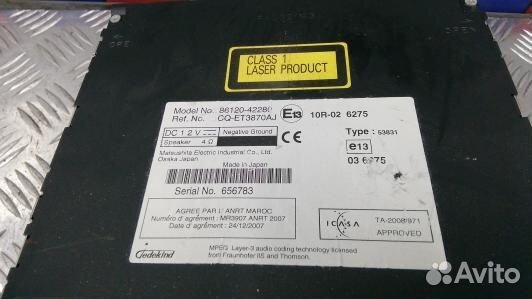 OPEN
OPEN
CLASS 1
LASER PRODUCT
Model No. 86120-42280
Ref. No. CQ-ET3870AJ
E13 10R-02 6275
DC 12V Negative Ground
Speaker 4Ω
CE
Type : 53831
e13
03 6275
Matsushita Electric Industrial Co., Ltd.
Osaka Japan
Made in Japan
Serial No. 656783
AGREE PAR L'ANRT MAROC
Numéro d'agrément : MR3907 ANRT 2007
Date d'agrément : 24/12/2007
ICASA
TA-2008/971
APPROVED
Gedekind
MPEG Layer-3 audio coding technology licensed
from Fraunhofer IIS and Thomson.
Avito